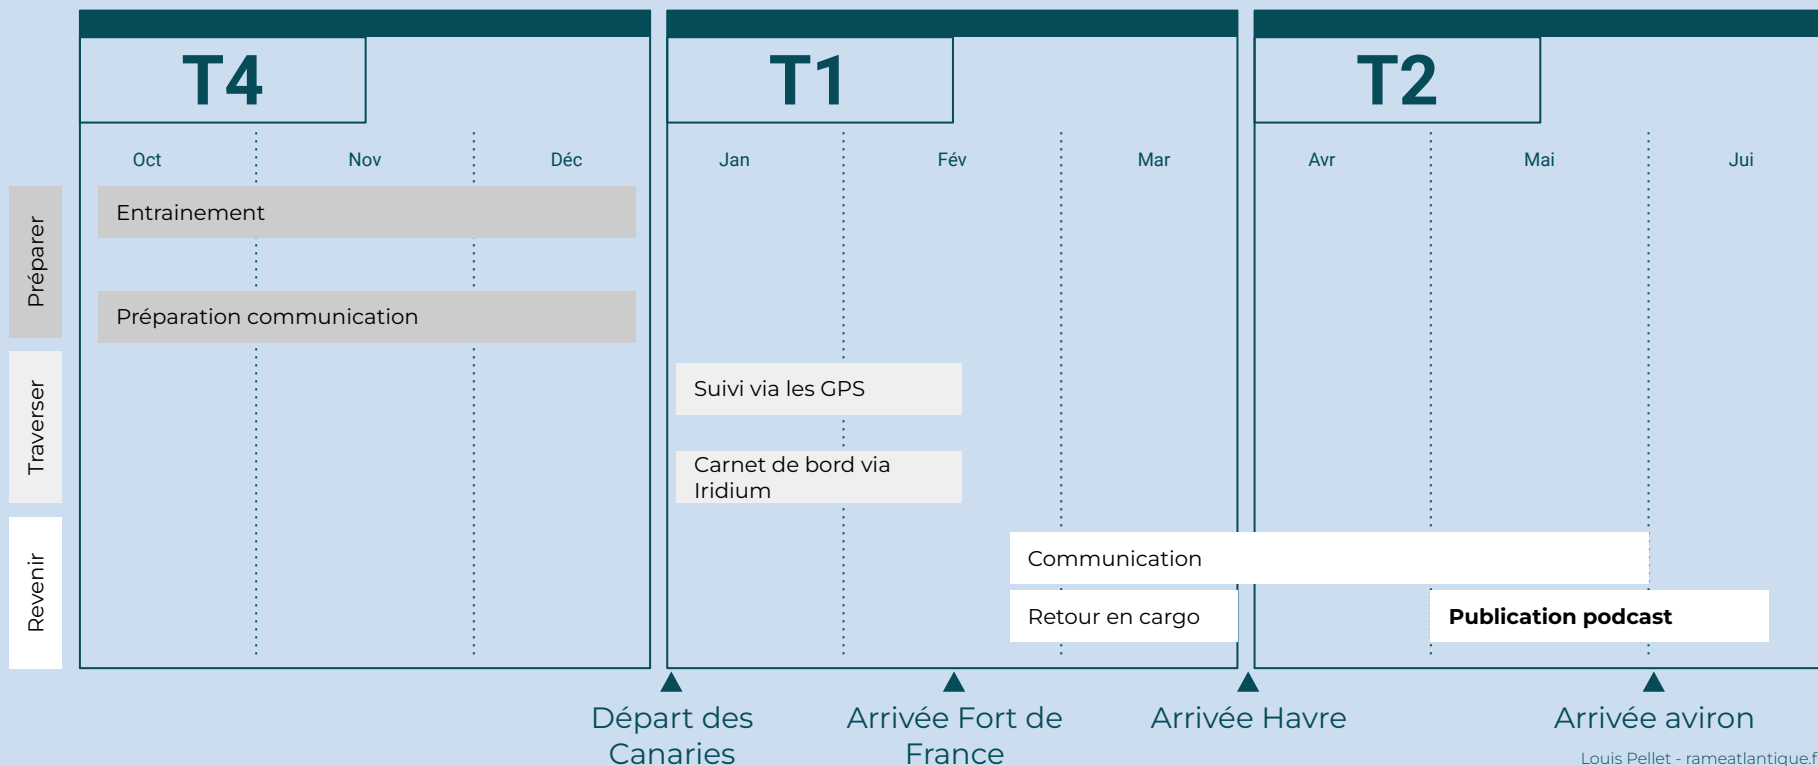 T4
T1
T2
Oct
Nov
Déc
Jan
Fév
Mar
Avr
Mai
Jui
Préparer
Entrainement
Préparation communication
Traverser
Suivi via les GPS
Carnet de bord via
Iridium
Revenir
Communication
Retour en cargo
Publication podcast
Départ des
Canaries
Arrivée Fort de
France
Arrivée Havre
Arrivée aviron
Louis Pellet - rameatlantique.f